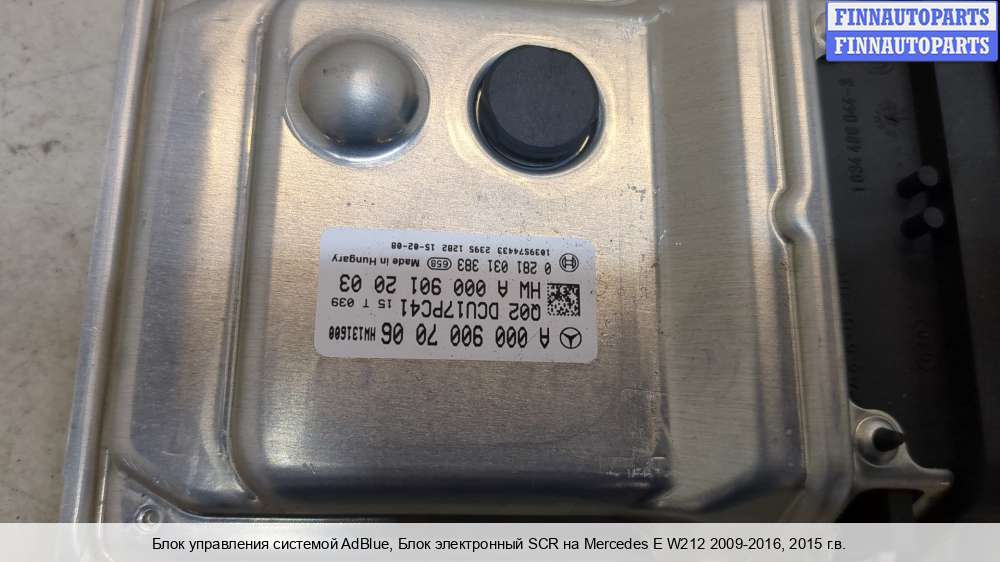 FINNAUTOPARTS
FINNAUTOPARTS
A 000 900 70 06 HW131600
Q02 DCU17PC41 15 T 039
HW A 000 901 20 03
0 281 031 383 658 Made in Hungary
1039574433 2395 1282 15-02-08
Блок управления системой AdBlue, Блок электронный SCR на Mercedes E W212 2009-2016, 2015 г.в.